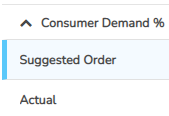 Consumer Demand %
Suggested Order
Actual